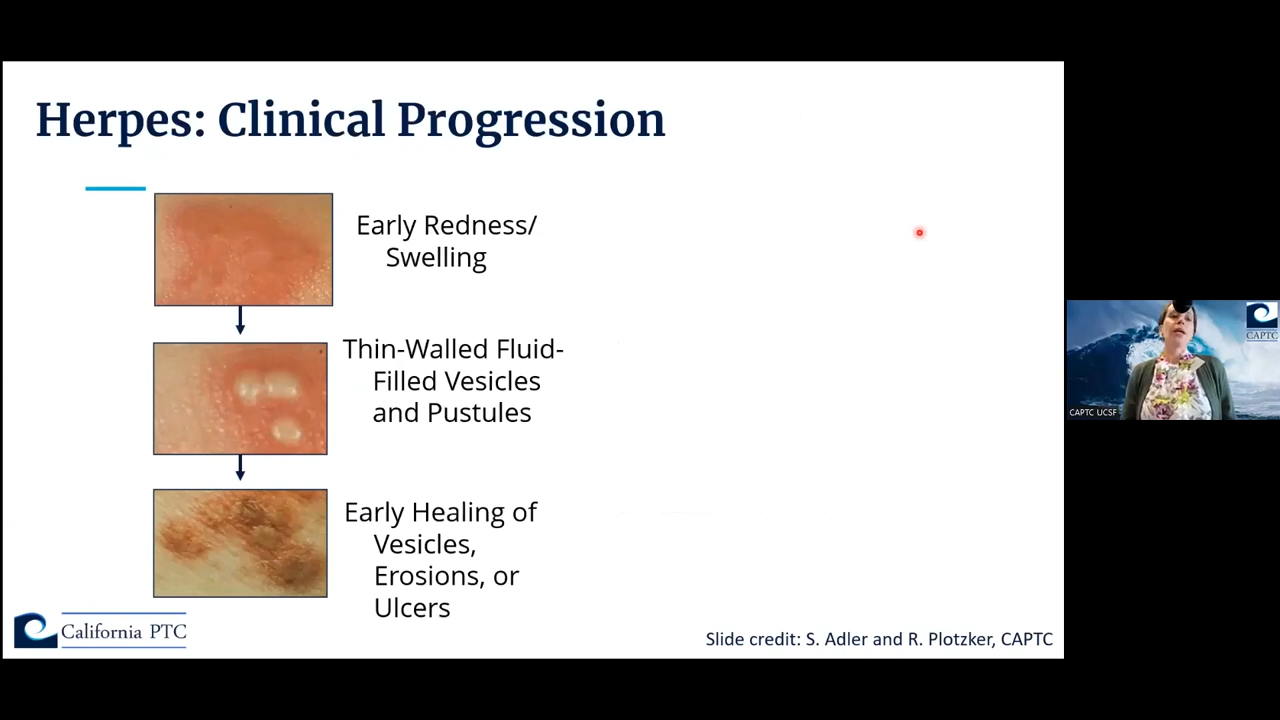 Herpes: Clinical Progression
Early Redness/
Swelling
Thin-Walled Fluid-
Filled Vesicles
and Pustules
Early Healing of
Vesicles,
Erosions, or
Ulcers
California PTC
Slide credit: S. Adler and R. Plotzker, CAPTC
CAPTC
CAPTC UCSF